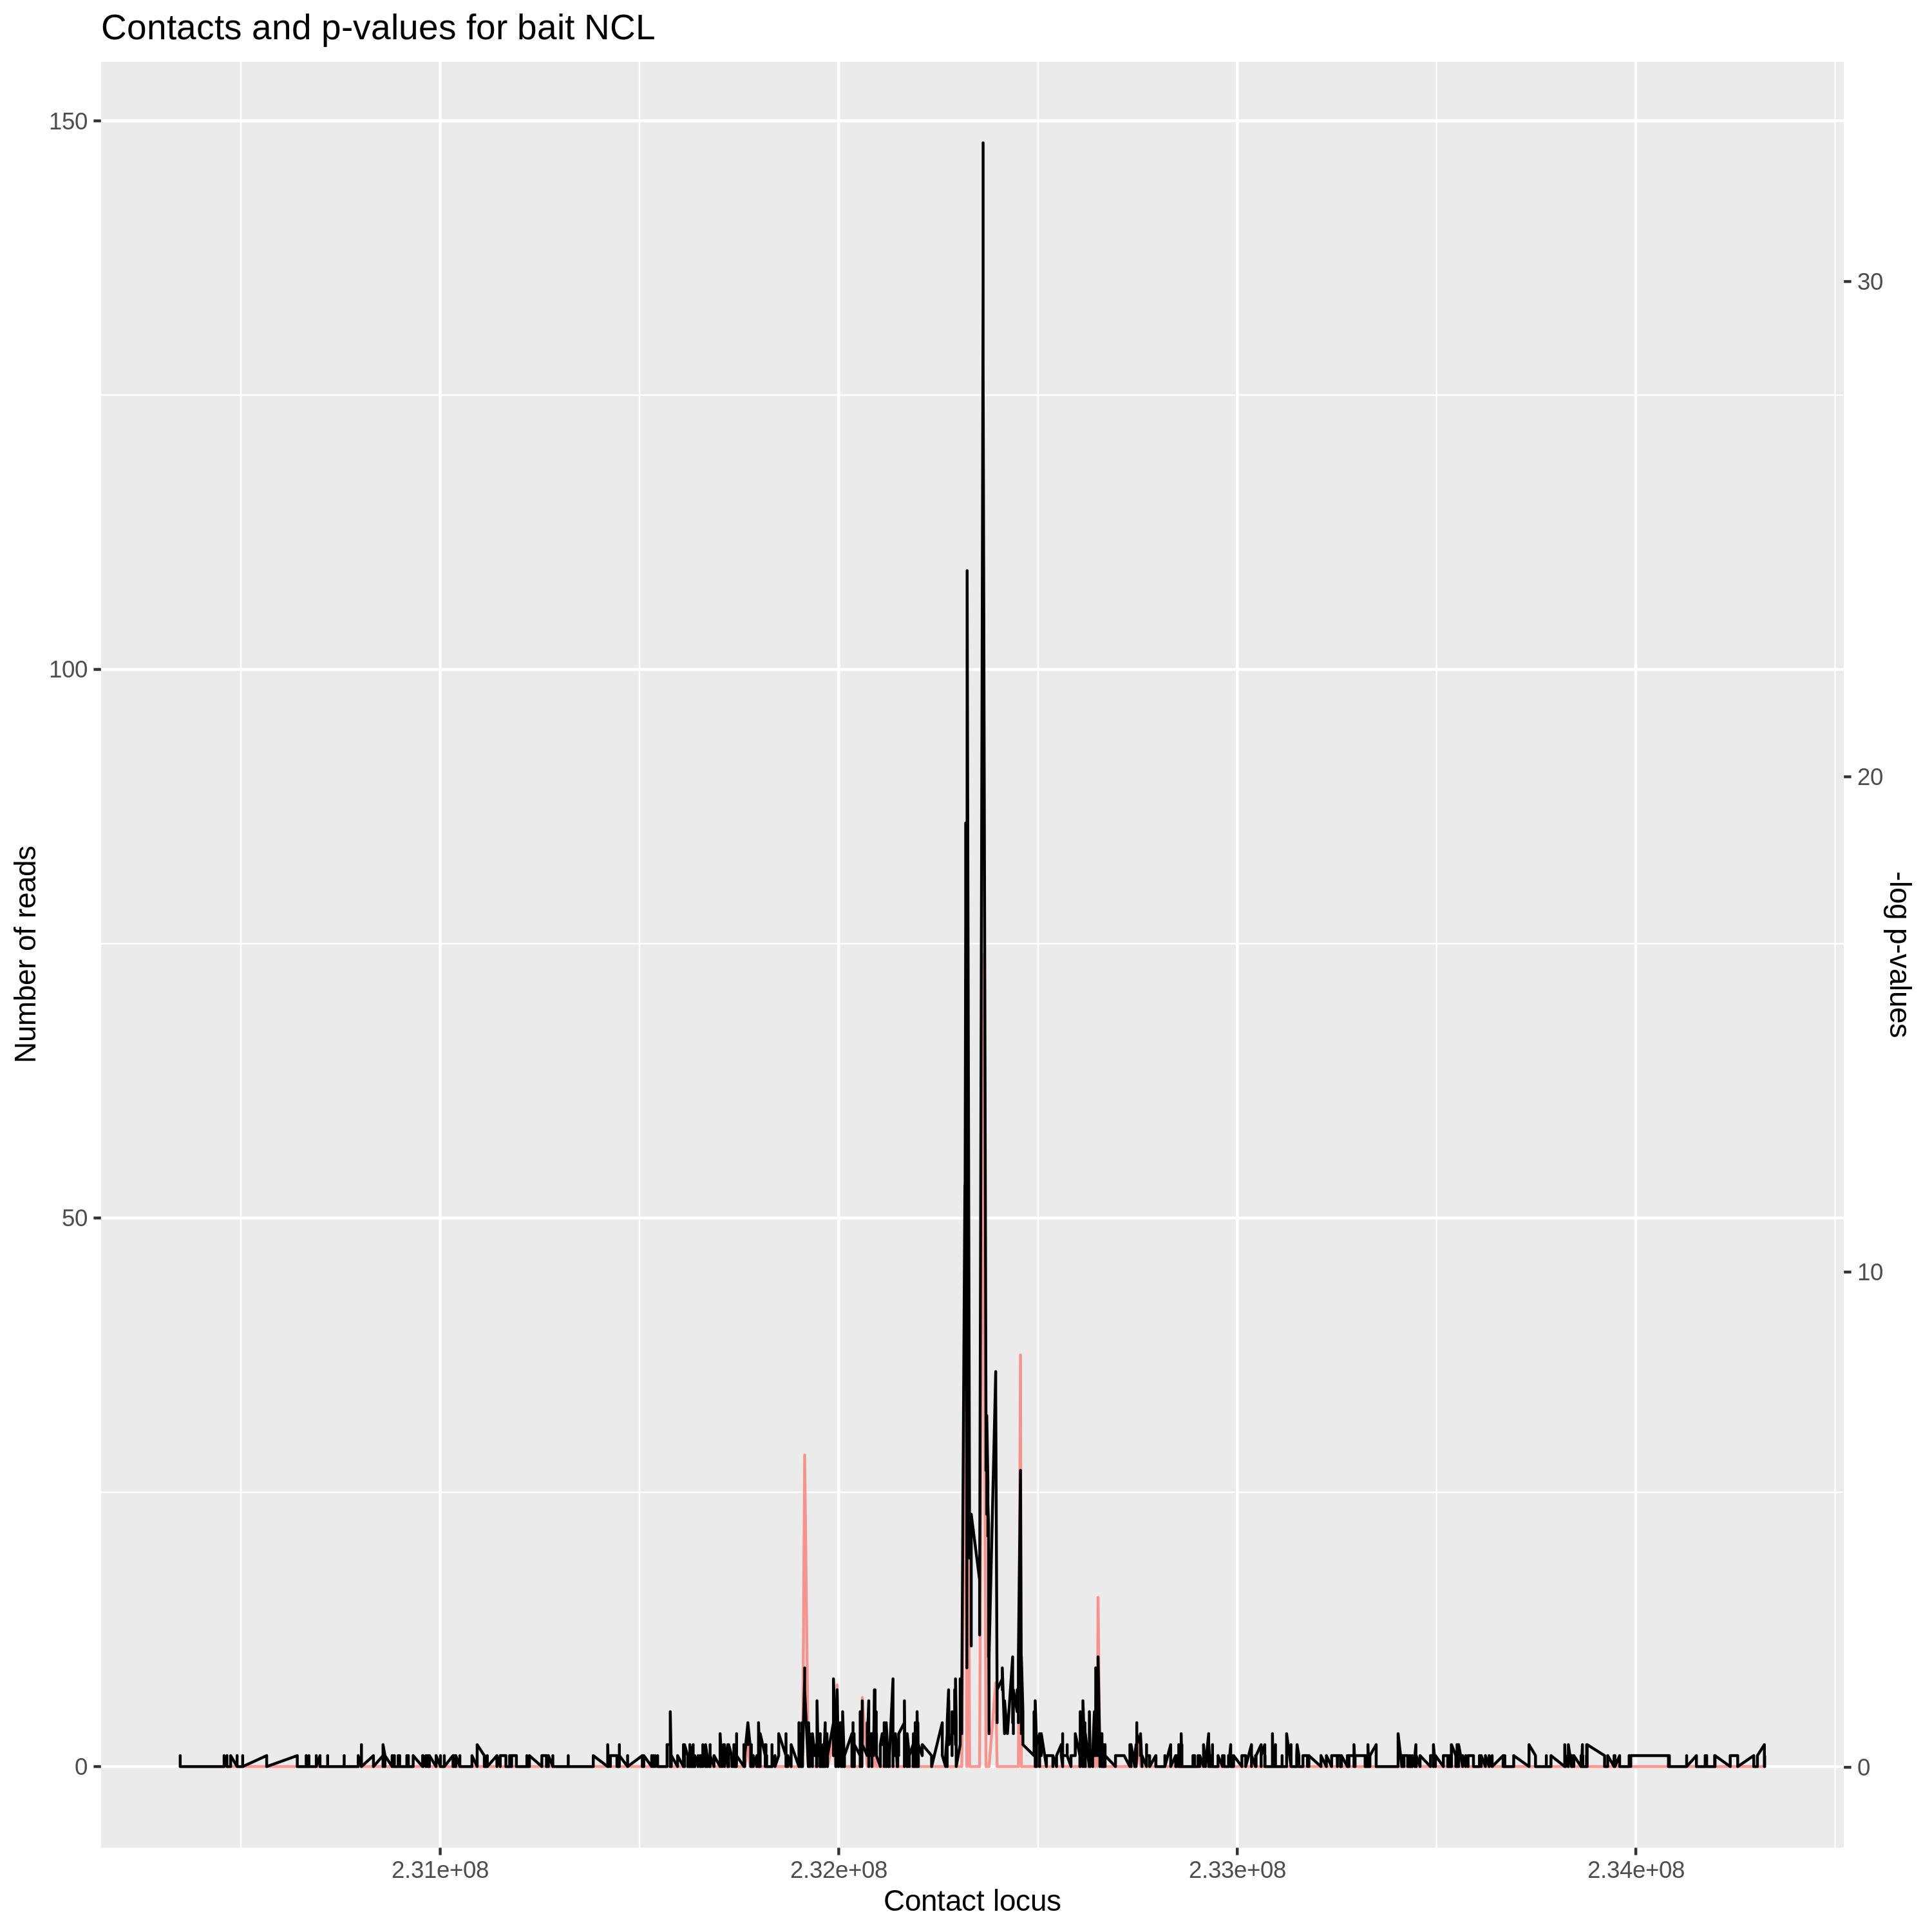 Contacts and p-values for bait NCL
150
100
50
0
Number of reads
30
20
10
0
-log p-values
2.31e+08
2.32e+08
2.33e+08
2.34e+08
Contact locus